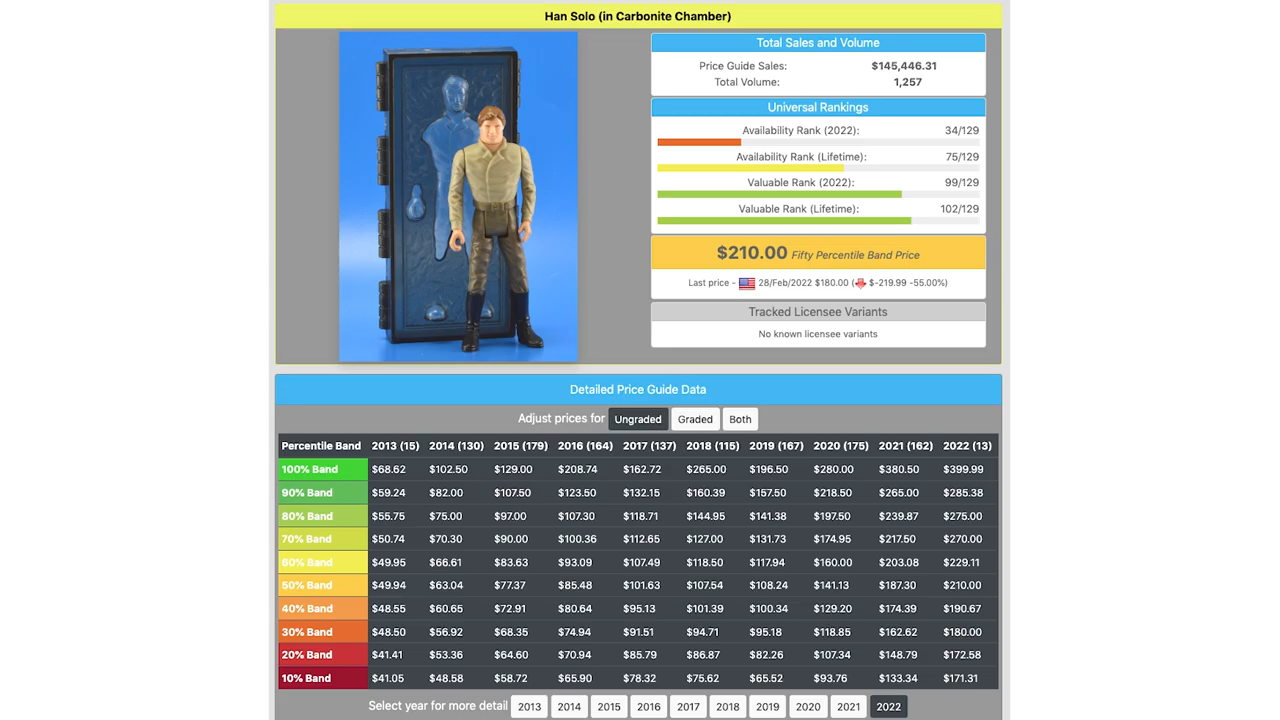 Han Solo (in Carbonite Chamber)
Total Sales and Volume
Price Guide Sales: $145,446.31
Total Volume: 1,257
Universal Rankings
Availability Rank (2022): 34/129
Availability Rank (Lifetime): 75/129
Valuable Rank (2022): 99/129
Valuable Rank (Lifetime): 102/129
$210.00 Fifty Percentile Band Price
Last price - 28/Feb/2022 $180.00 ( $-219.99 -55.00%)
Tracked Licensee Variants
No known licensee variants
Detailed Price Guide Data
Adjust prices for Ungraded Graded Both
Percentile Band 2013 (15) 2014 (130) 2015 (179) 2016 (164) 2017 (137) 2018 (115) 2019 (167) 2020 (175) 2021 (162) 2022 (13)
100% Band $68.62 $102.50 $129.00 $208.74 $162.72 $265.00 $196.50 $280.00 $380.50 $399.99
90% Band $59.24 $82.00 $107.50 $123.50 $132.15 $160.39 $157.50 $218.50 $265.00 $285.38
80% Band $55.75 $75.00 $97.00 $107.30 $118.71 $144.95 $141.38 $197.50 $239.87 $275.00
70% Band $50.74 $70.30 $90.00 $100.36 $112.65 $127.00 $131.73 $174.95 $217.50 $270.00
60% Band $49.95 $66.61 $83.63 $93.09 $107.49 $118.50 $117.94 $160.00 $203.08 $229.11
50% Band $49.94 $63.04 $77.37 $85.48 $101.63 $107.54 $108.24 $141.13 $187.30 $210.00
40% Band $48.55 $60.65 $72.91 $80.64 $95.13 $101.39 $100.34 $129.20 $174.39 $190.67
30% Band $48.50 $56.92 $68.35 $74.94 $91.51 $94.71 $95.18 $118.85 $162.62 $180.00
20% Band $41.41 $53.36 $64.60 $70.94 $85.79 $86.87 $82.26 $107.34 $148.79 $172.58
10% Band $41.05 $48.58 $58.72 $65.90 $78.32 $75.62 $65.52 $93.76 $133.34 $171.31
Select year for more detail 2013 2014 2015 2016 2017 2018 2019 2020 2021 2022